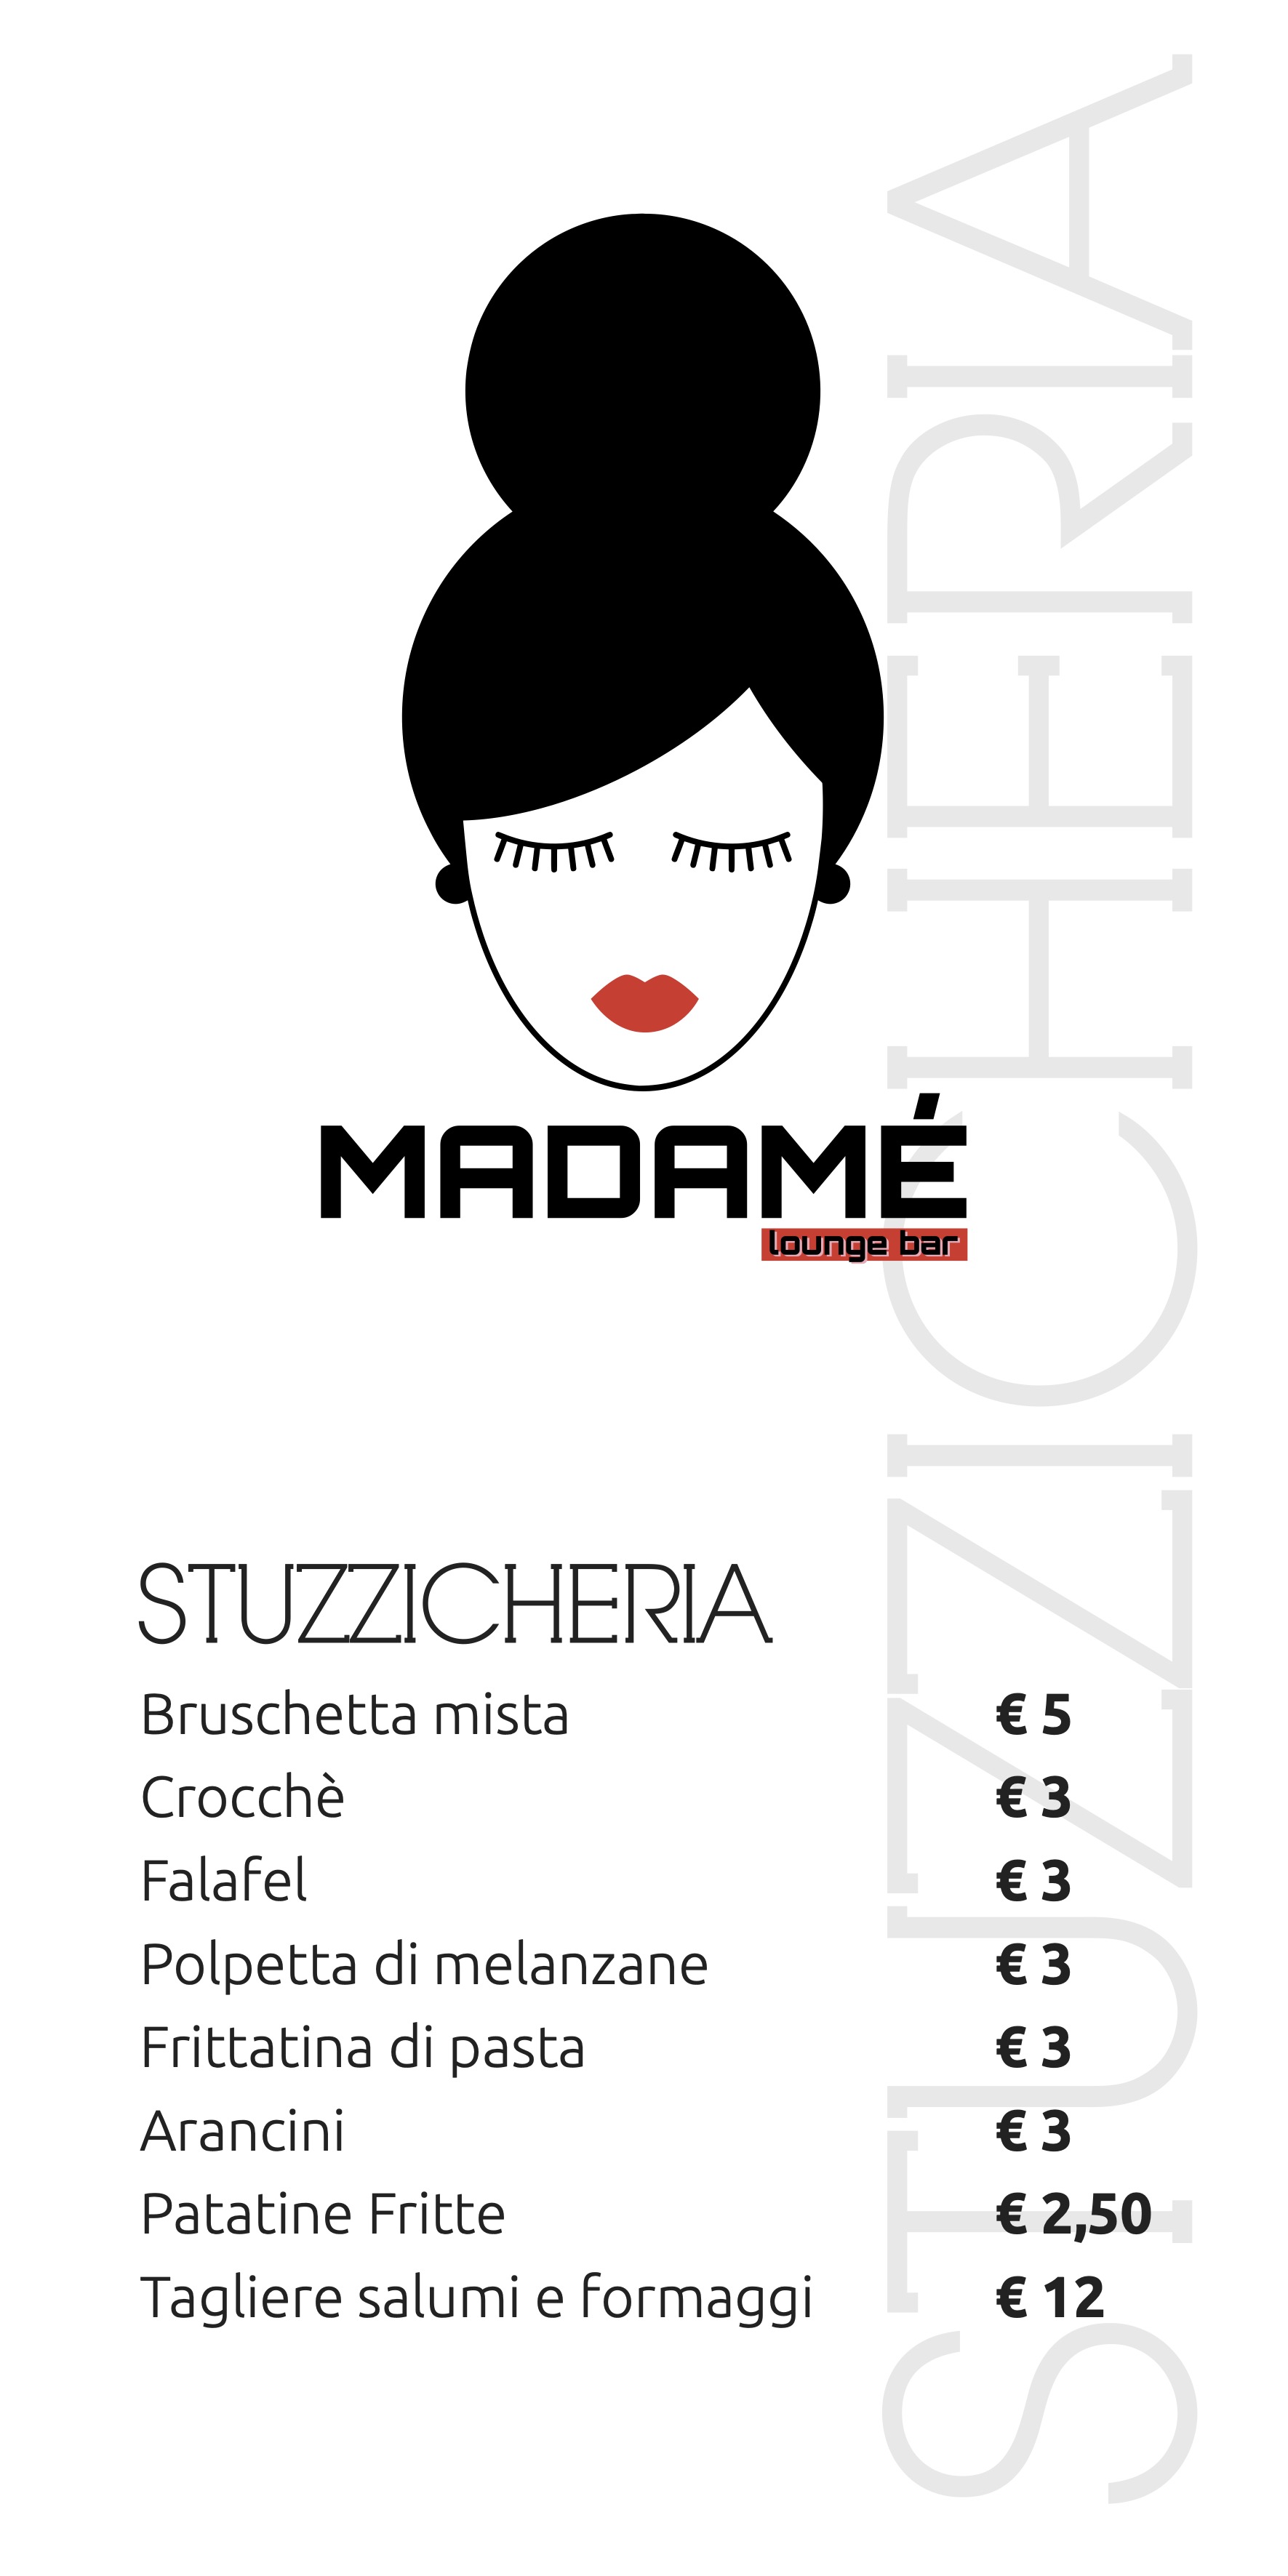 MADAMÉ
lounge bar
STUZZICHERIA
STUZZICHERIA
Bruschetta mista € 5
Crocchè € 3
Falafel € 3
Polpetta di melanzane € 3
Frittatina di pasta € 3
Arancini € 3
Patatine Fritte € 2,50
Tagliere salumi e formaggi € 12